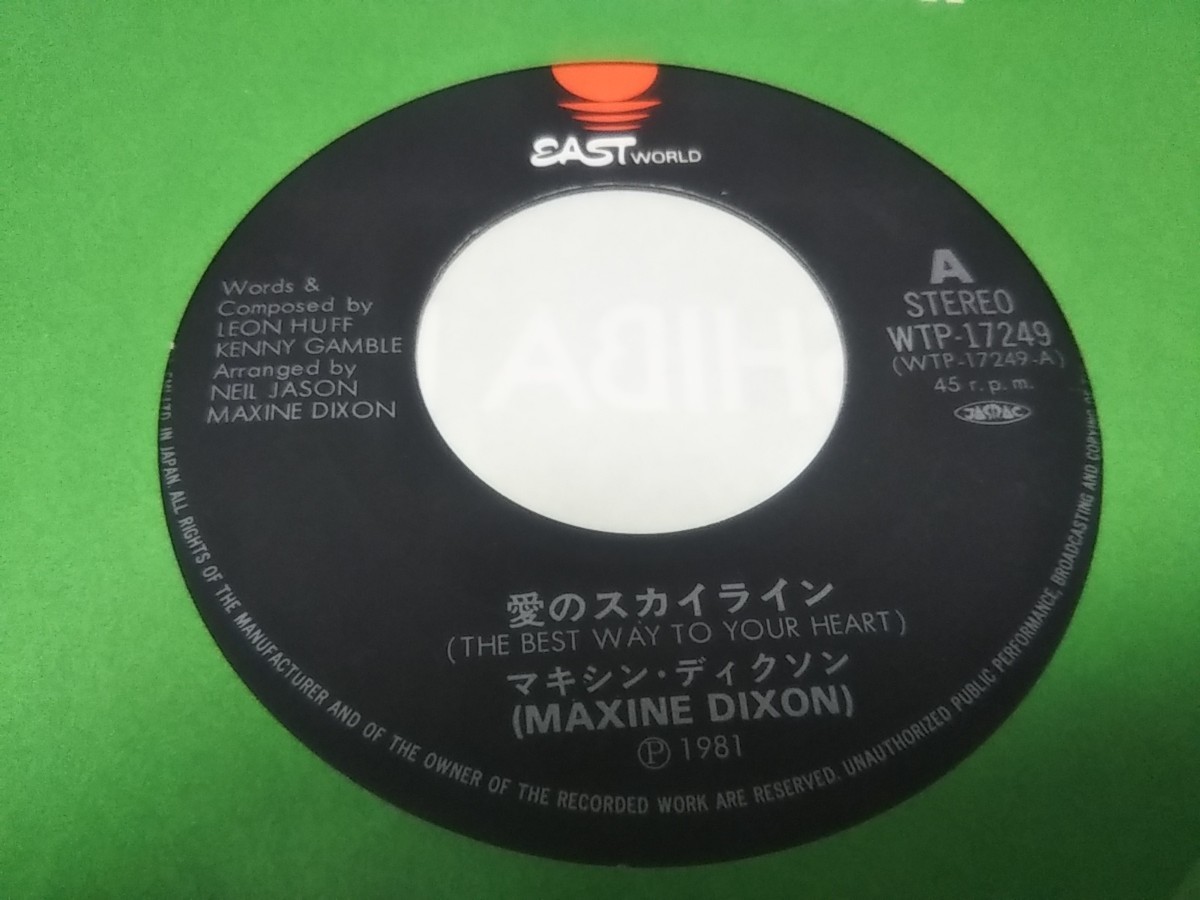 EAST WORLD
Words &
Composed by
LEON HUFF
KENNY GAMBLE
Arranged by
NEIL JASON
MAXINE DIXON
A
STEREO
WTP-17249
(WTP-17249-A)
45 r.p.m.
JASRAC
愛のスカイライン
(THE BEST WAY TO YOUR HEART)
マキシン・ディクソン
(MAXINE DIXON)
Ⓟ 1981
IN JAPAN. ALL RIGHTS OF THE MANUFACTURER AND OF THE OWNER OF THE RECORDED WORK ARE RESERVED. UNAUTHORIZED PUBLIC PERFORMANCE, BROADCASTING AND COPYING